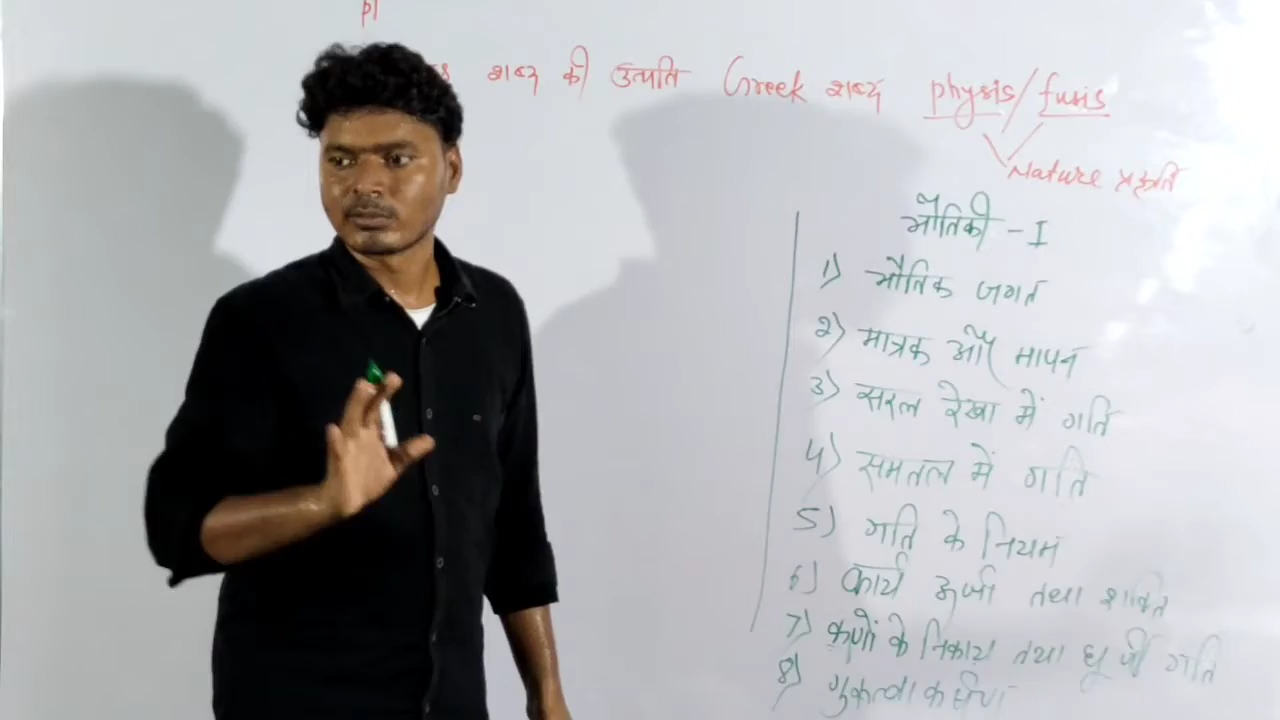 pl
शब्द की उत्पति Greek शब्द physis/fusis
Nature प्रकृति
भौतिकी - I
1) भौतिक जगत
2) मात्रक और मापन
3) सरल रेखा में गति
4) समतल में गति
5) गति के नियम
6) कार्य ऊर्जा तथा शक्ति
7) कणों के निकाय तथा घूर्णी गति
8) गुरुत्वाकर्षण